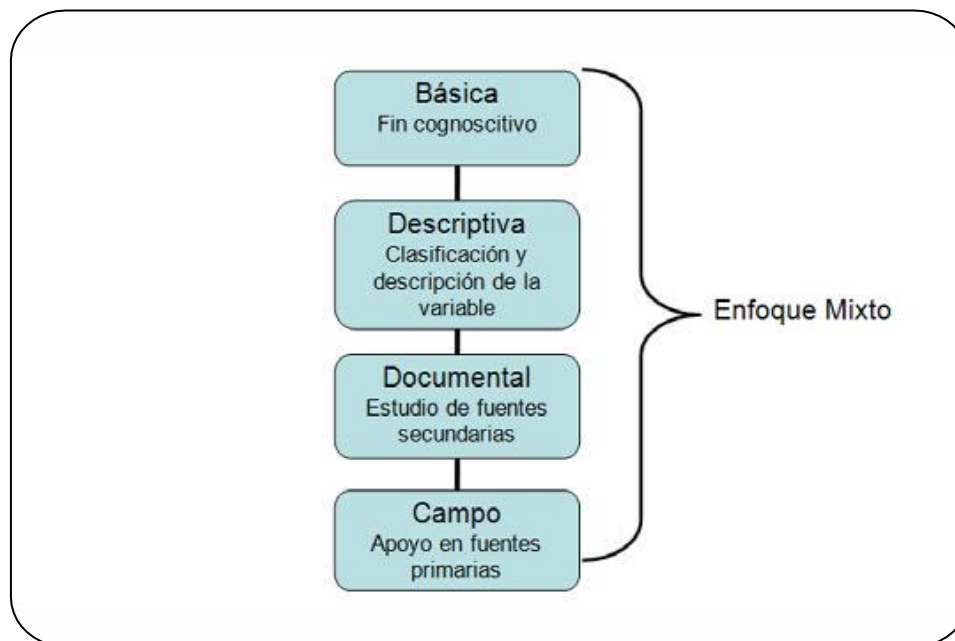 Básica
Fin cognoscitivo
Descriptiva
Clasificación y
descripción de la
variable
Documental
Estudio de fuentes
secundarias
Campo
Apoyo en fuentes
primarias
Enfoque Mixto